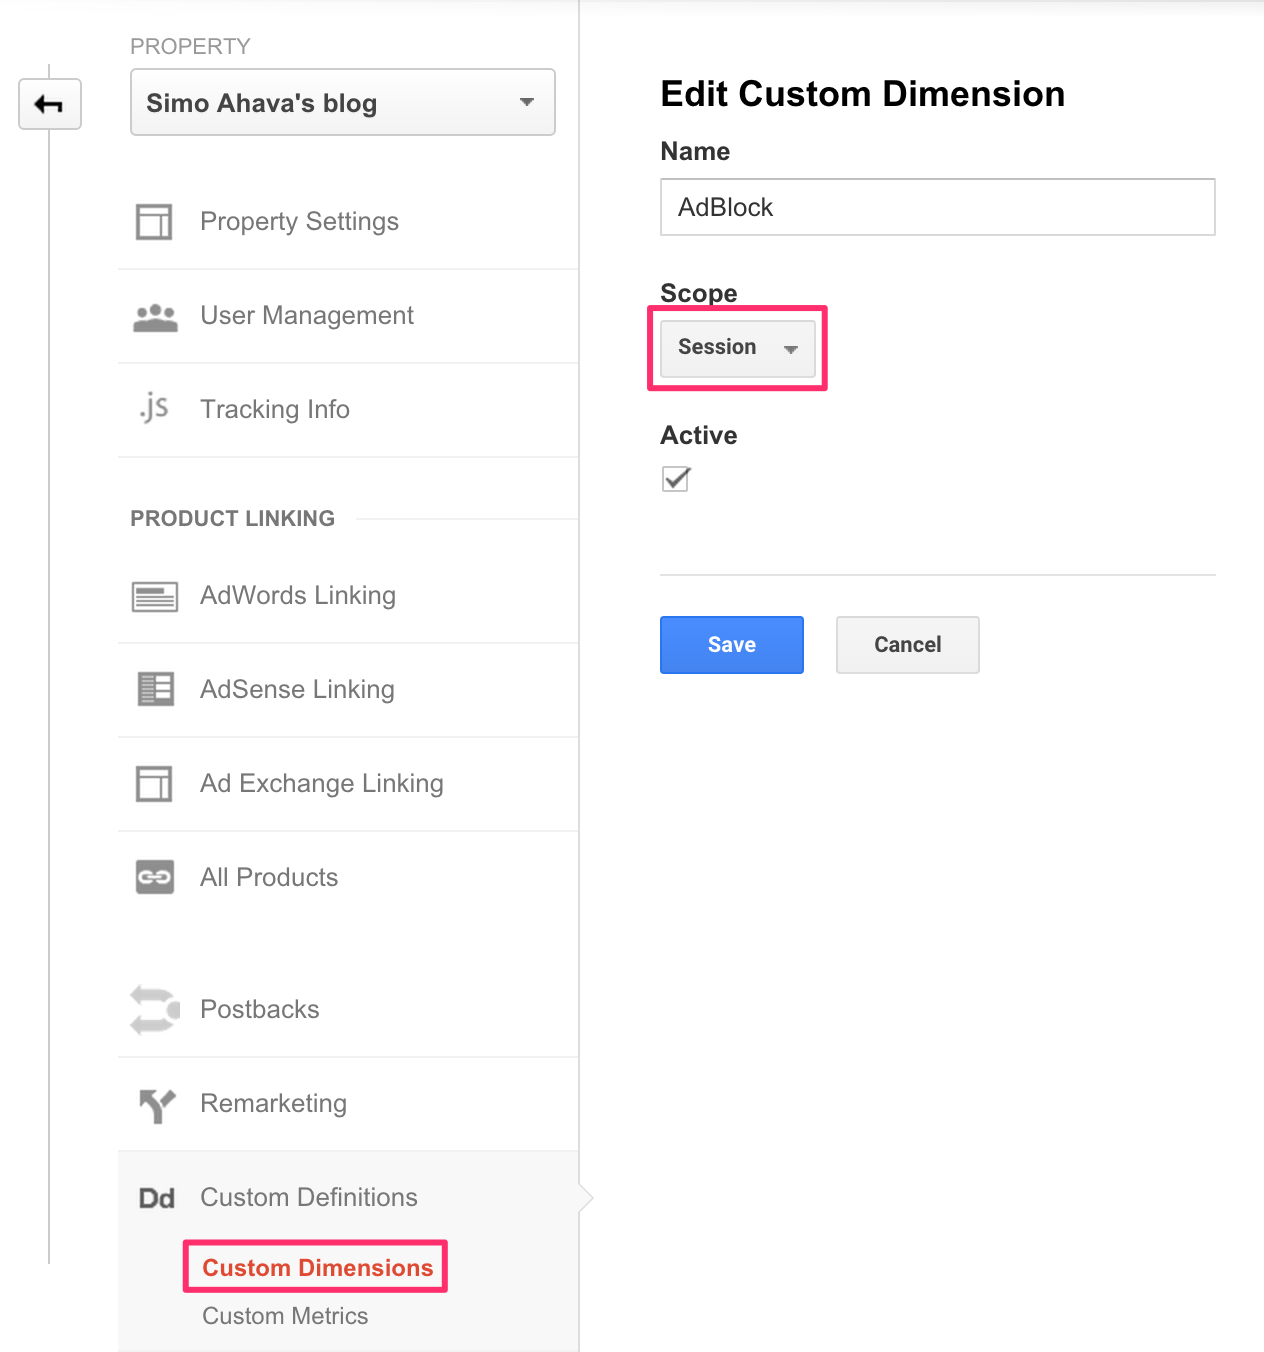 PROPERTY
Simo Ahava's blog
Property Settings
User Management
.js Tracking Info
PRODUCT LINKING
AdWords Linking
AdSense Linking
Ad Exchange Linking
All Products
Postbacks
Remarketing
Dd Custom Definitions
Custom Dimensions
Custom Metrics
Edit Custom Dimension
Name
AdBlock
Scope
Session
Active
Save Cancel